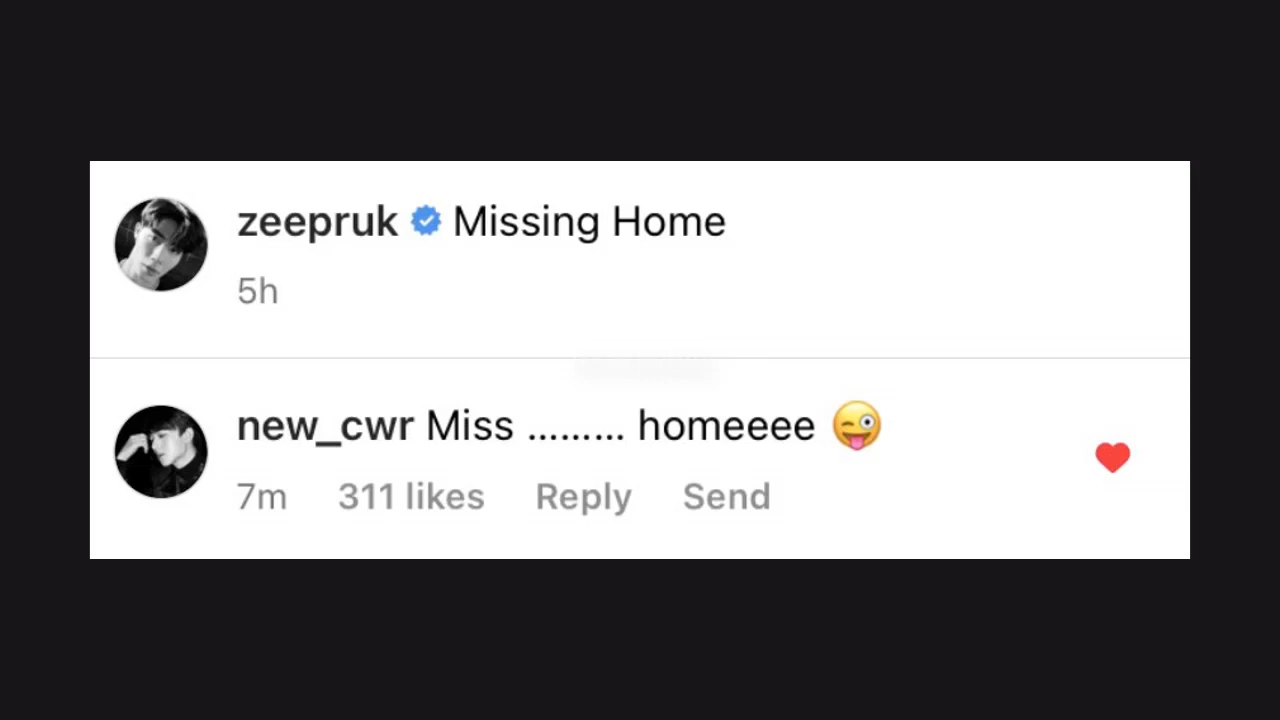 zeepruk Missing Home
5h
new_cwr Miss ......... homeeee 😜
7m 311 likes Reply Send